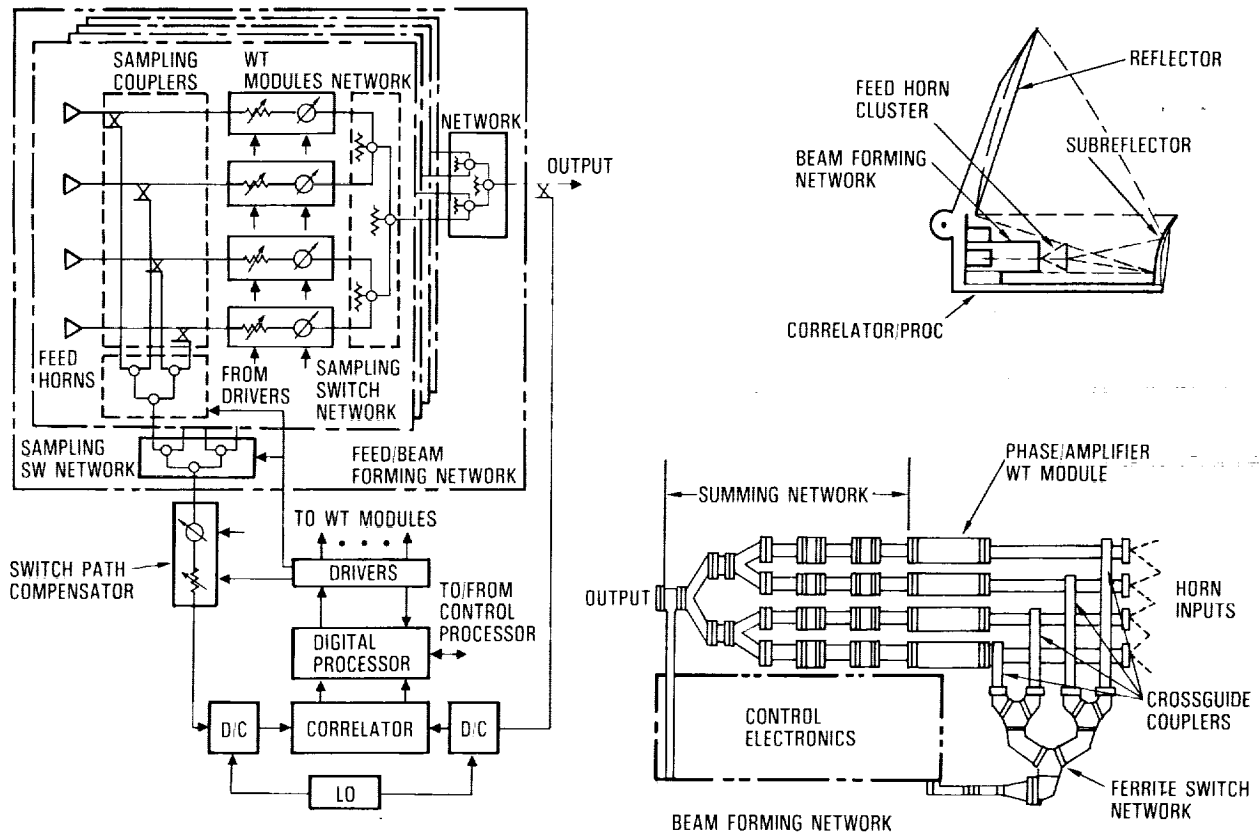 SAMPLING
COUPLERS
WT
MODULES NETWORK
NETWORK
OUTPUT
FEED
HORNS
FROM
DRIVERS
SAMPLING
SWITCH
NETWORK
SAMPLING
SW NETWORK
FEED/BEAM
FORMING NETWORK
TO WT MODULES
SWITCH PATH
COMPENSATOR
DRIVERS
TO/FROM
CONTROL
PROCESSOR
DIGITAL
PROCESSOR
D/C
CORRELATOR
D/C
LO
REFLECTOR
FEED HORN
CLUSTER
SUBREFLECTOR
BEAM FORMING
NETWORK
CORRELATOR/PROC
PHASE/AMPLIFIER
WT MODULE
SUMMING NETWORK
OUTPUT
HORN
INPUTS
CROSSGUIDE
COUPLERS
CONTROL
ELECTRONICS
FERRITE SWITCH
NETWORK
BEAM FORMING NETWORK